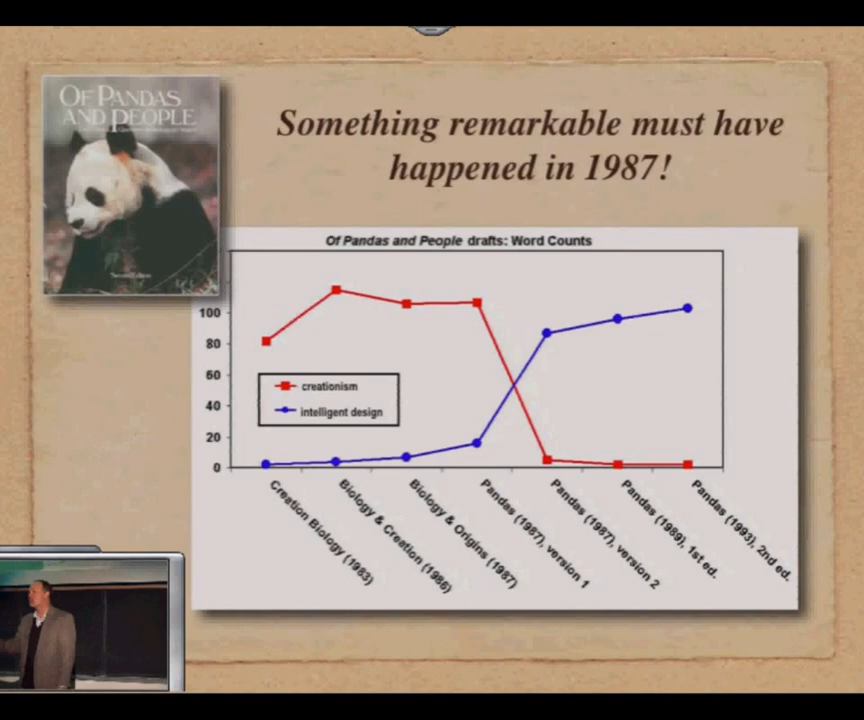 OF PANDAS
AND PEOPLE
Something remarkable must have
happened in 1987!
Of Pandas and People drafts: Word Counts
100
80
60
40
20
0
creationism
intelligent design
Creation Biology (1983)
Biology & Creation (1986)
Biology & Origins (1987)
Pandas (1987), version 1
Pandas (1987), version 2
Pandas (1989), 1st ed.
Pandas (1993), 2nd ed.